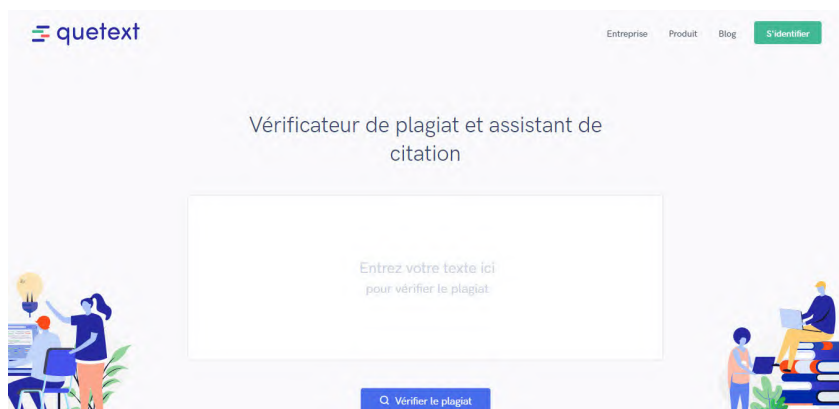 quetext
Entreprise Produit Blog S'identifier
Vérificateur de plagiat et assistant de
citation
Entrez votre texte ici
pour vérifier le plagiat
Vérifier le plagiat